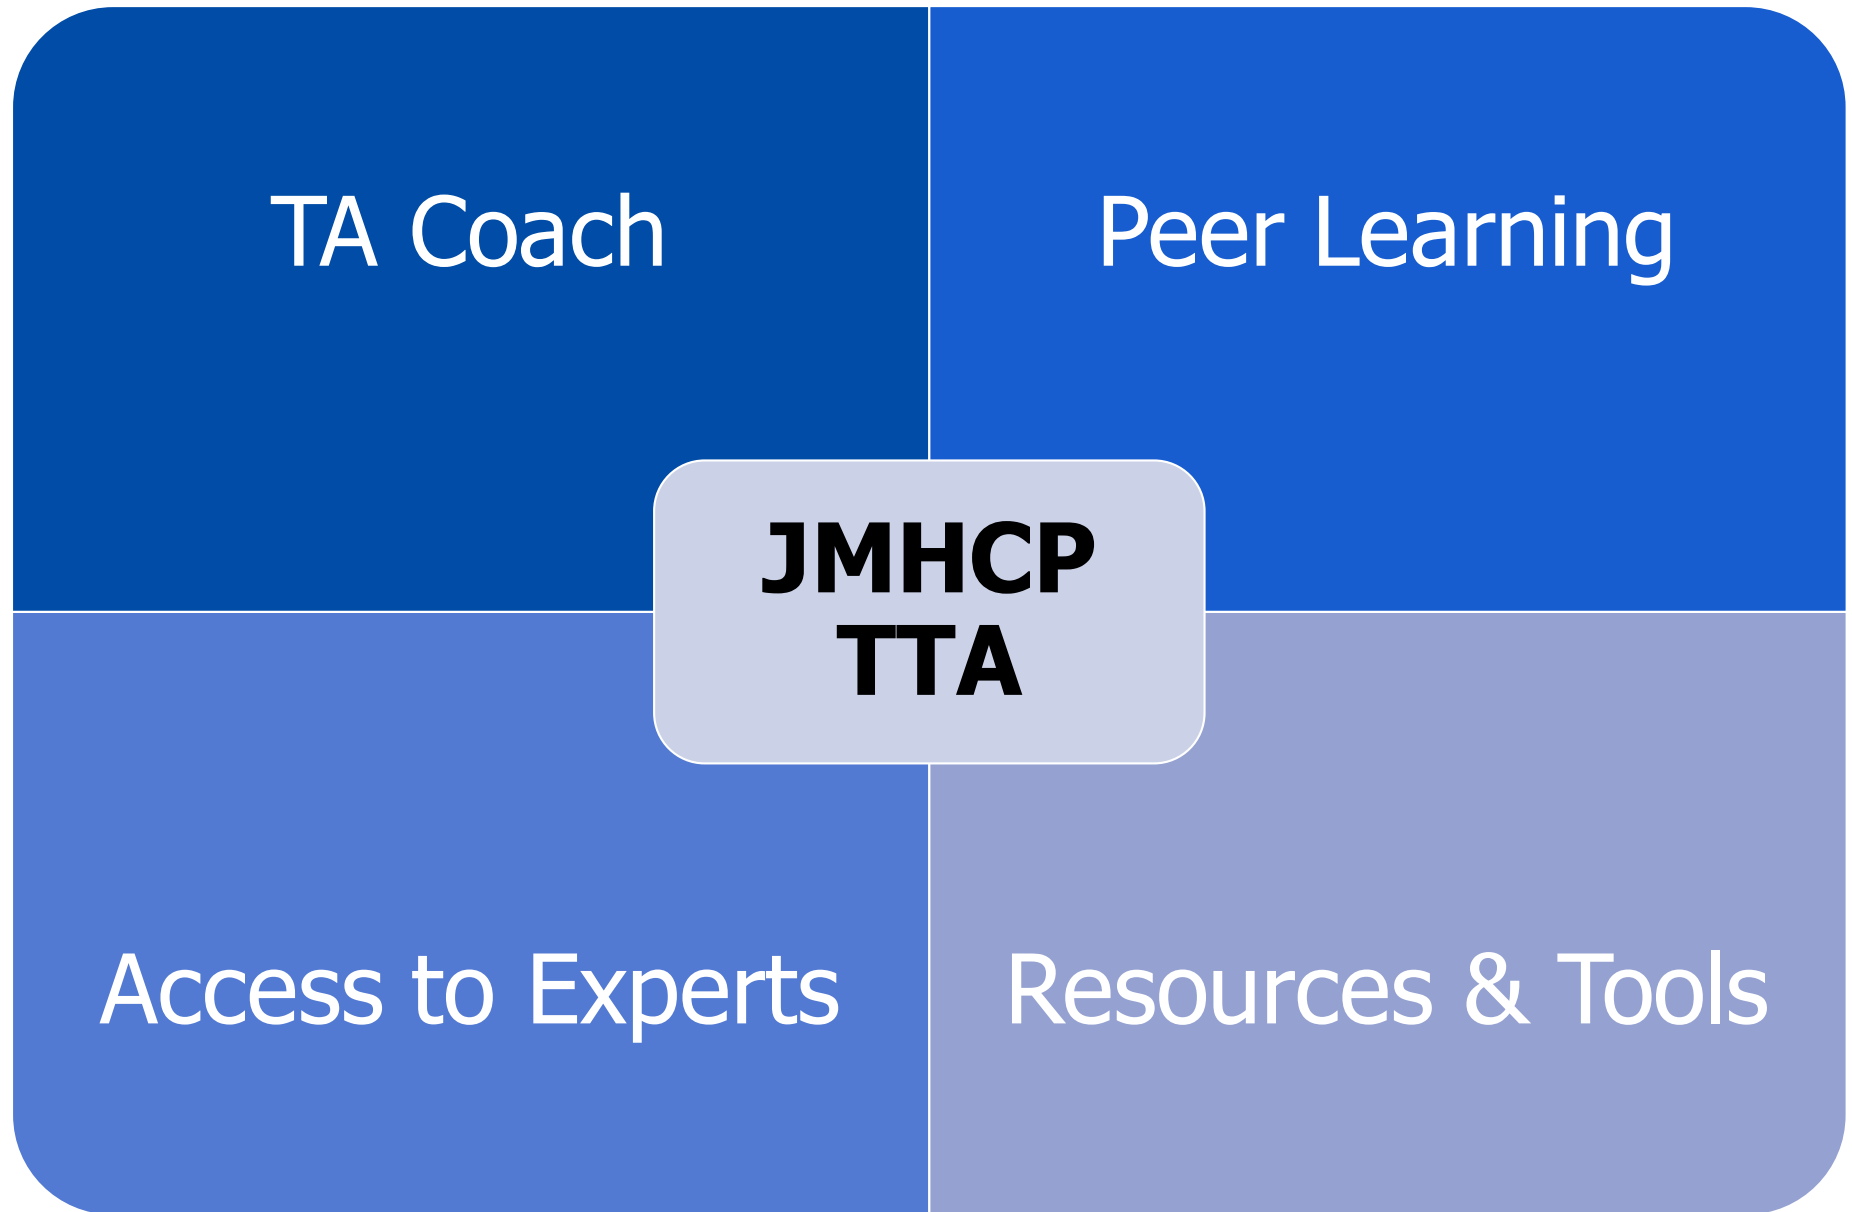 TA Coach
Peer Learning
JMHCP
TTA
Access to Experts
Resources & Tools